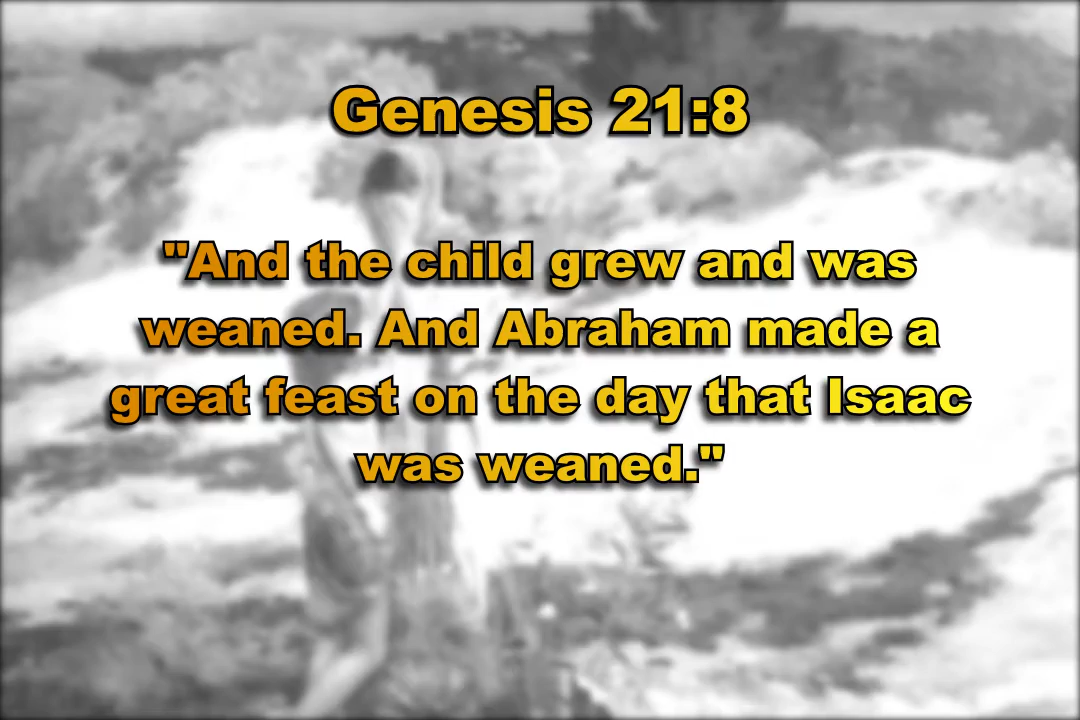 Genesis 21:8
"And the child grew and was
weaned. And Abraham made a
great feast on the day that Isaac
was weaned."